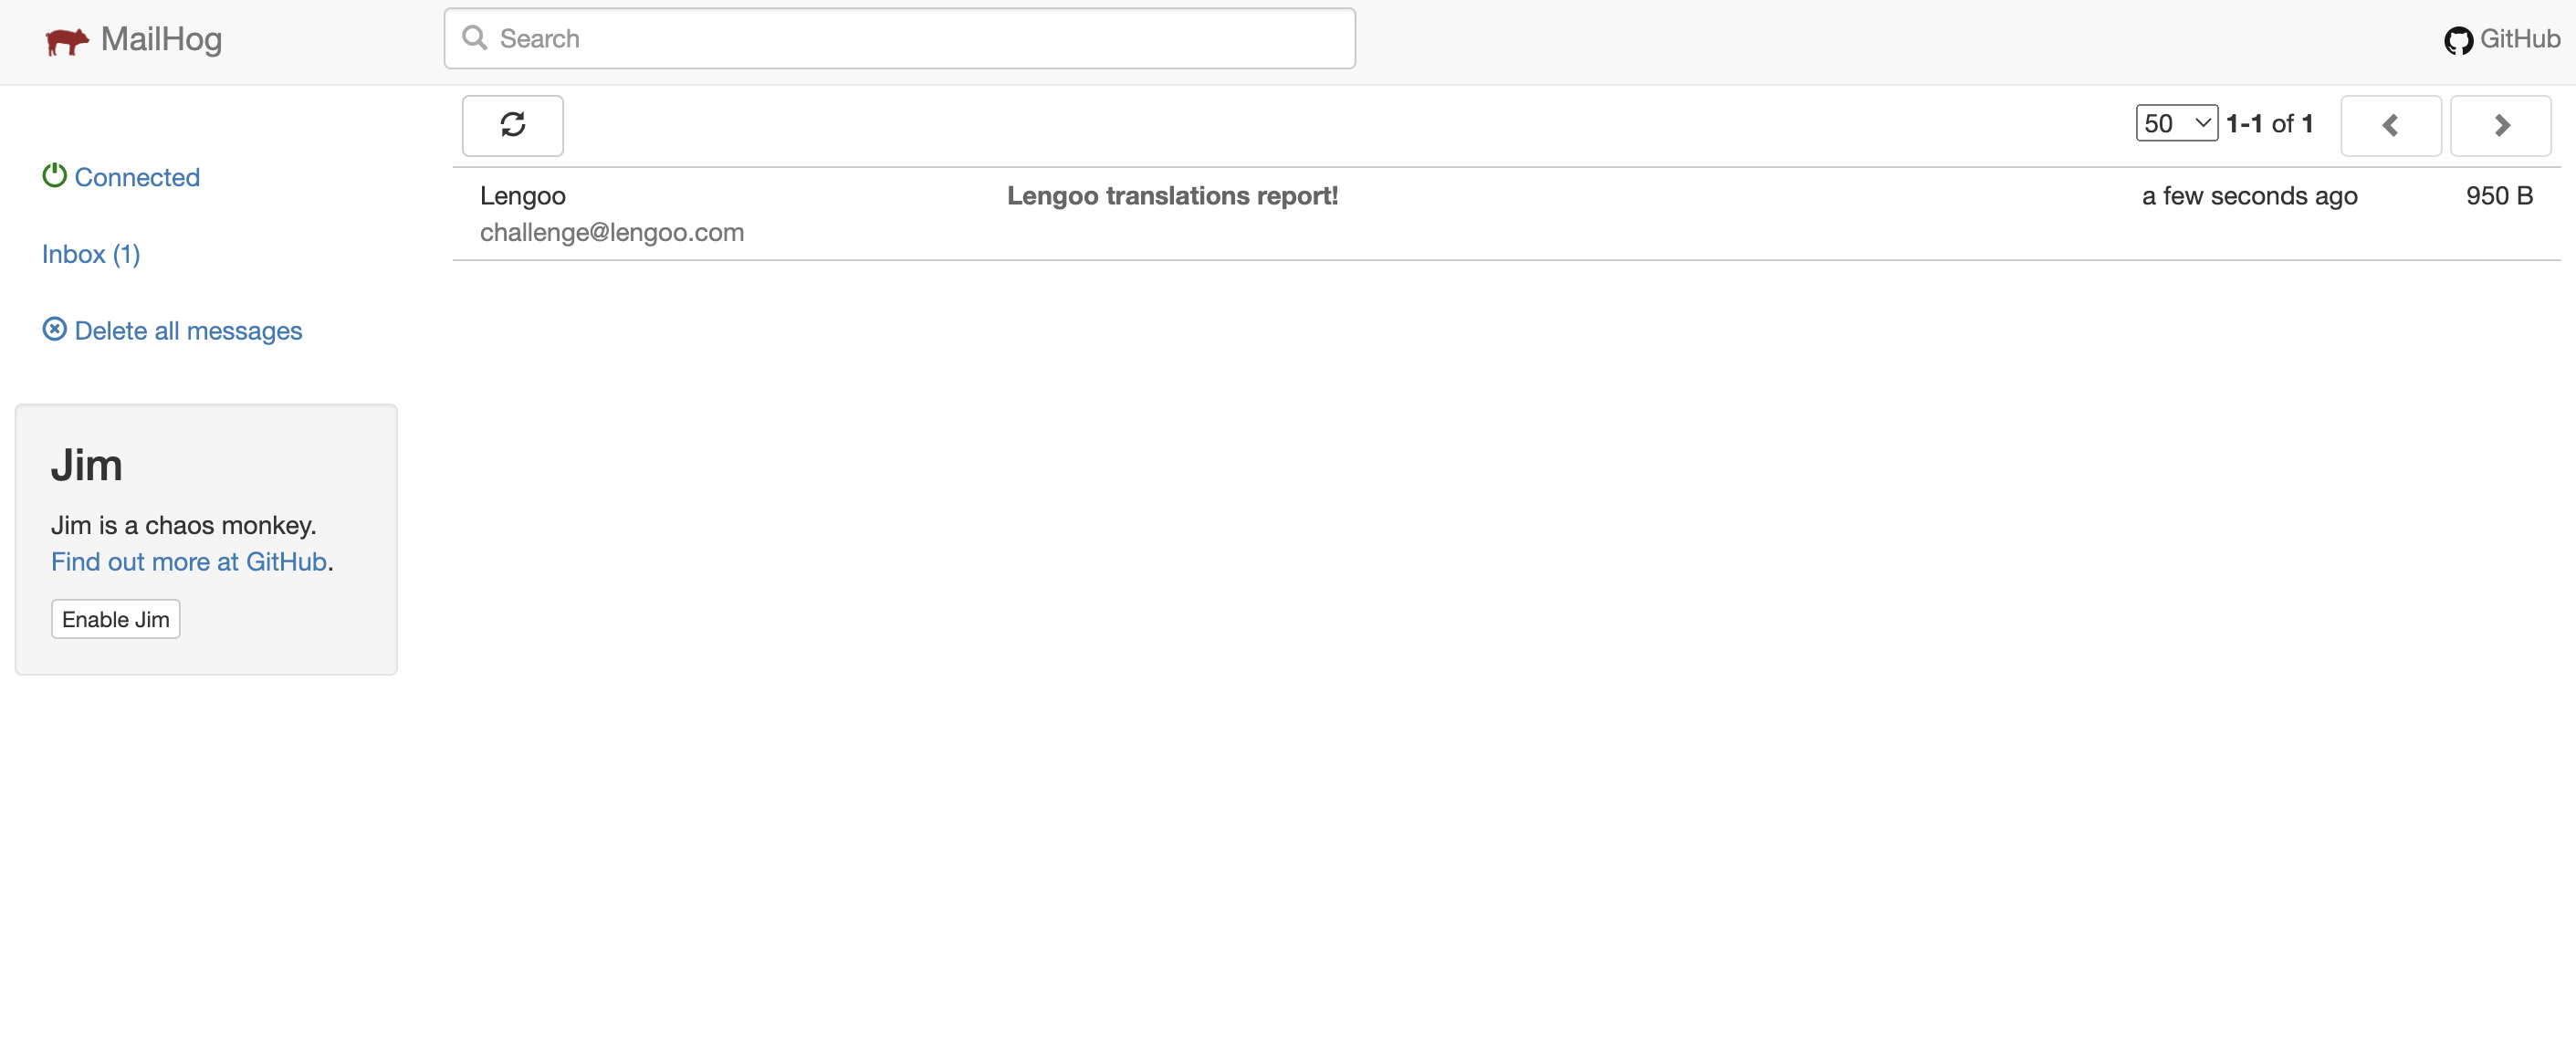 MailHog
Search
GitHub
50 1-1 of 1
Connected
Inbox (1)
Delete all messages
Lengoo Lengoo translations report! a few seconds ago 950 B
challenge@lengoo.com
Jim
Jim is a chaos monkey.
Find out more at GitHub.
Enable Jim